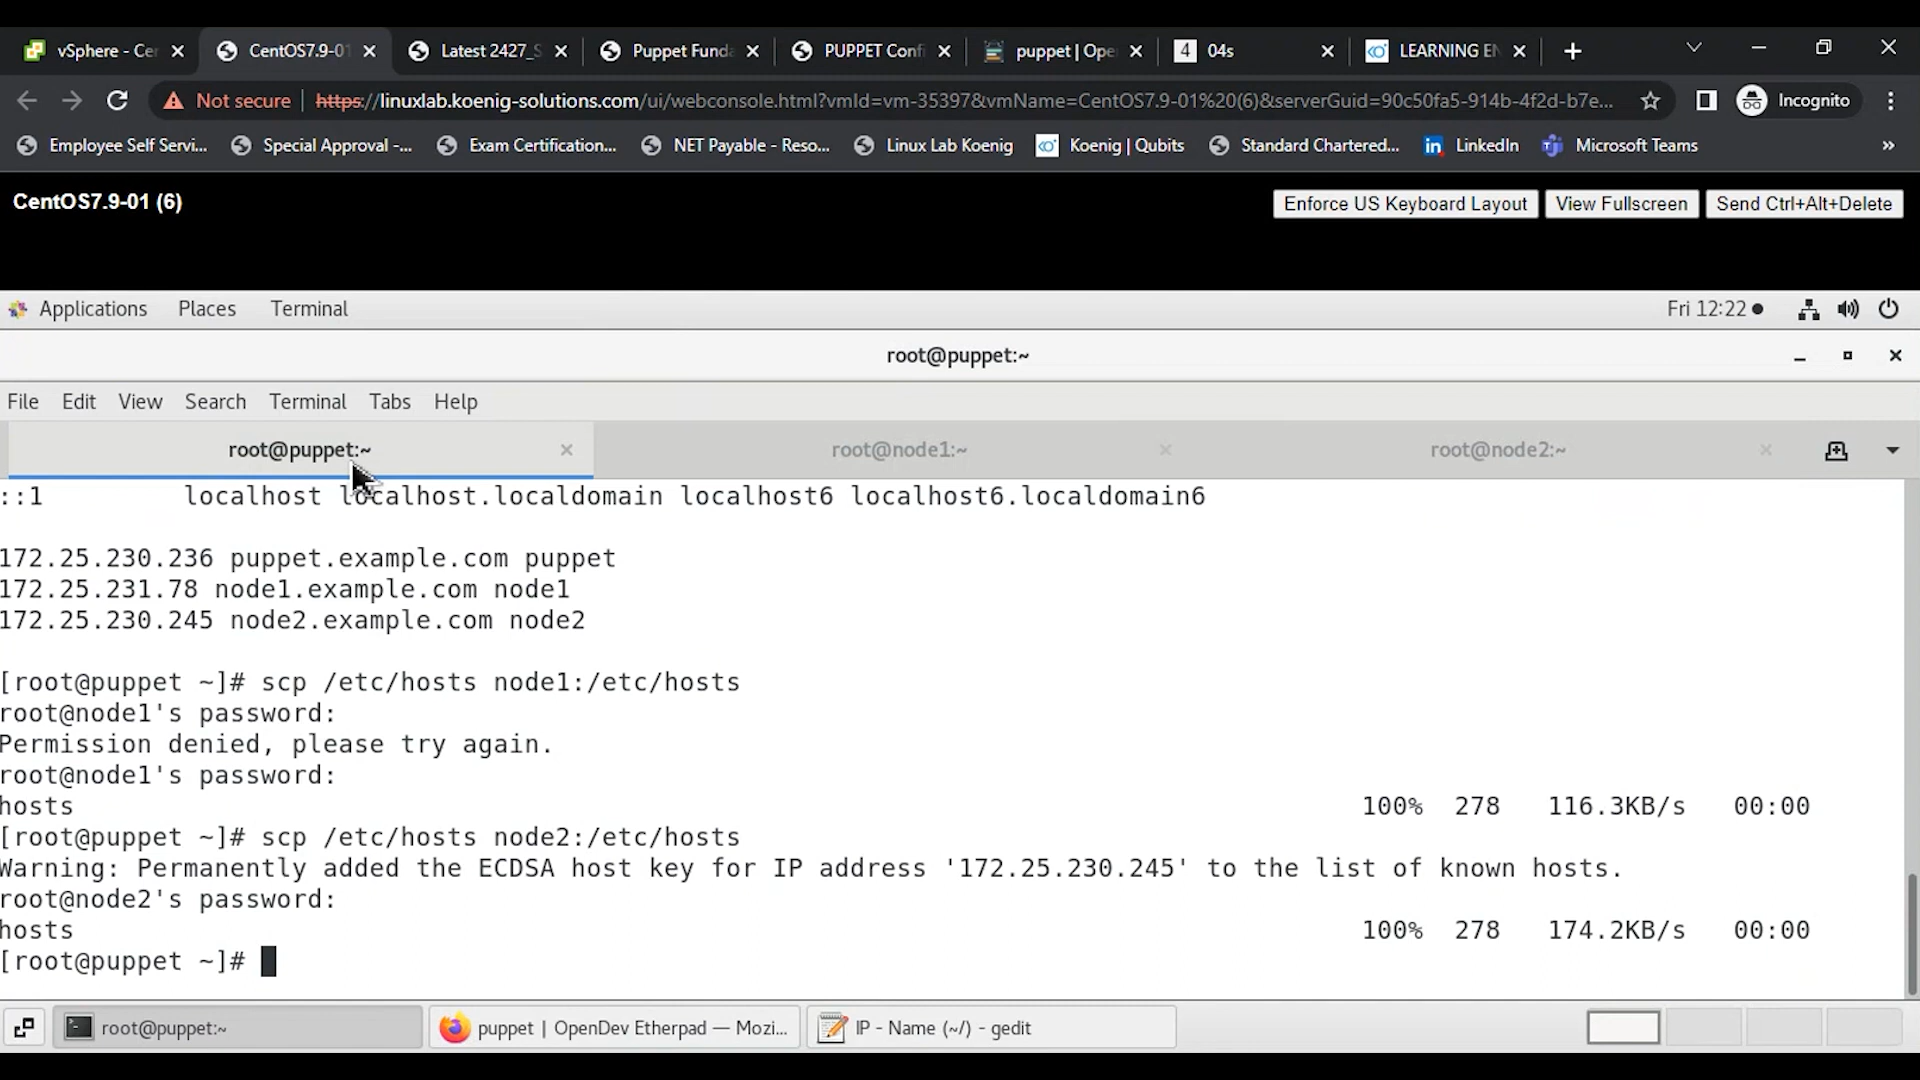 vSphere - Cer
CentOS7.9-01
Latest 2427_S
Puppet Funda
PUPPET Confi
puppet | Ope
4 04s
LEARNING EN
Not secure https://linuxlab.koenig-solutions.com/ui/webconsole.html?vmId=vm-35397&vmName=CentOS7.9-01%20(6)&serverGuid=90c50fa5-914b-4f2d-b7e... Incognito
Employee Self Servi... Special Approval -... Exam Certification... NET Payable - Reso... Linux Lab Koenig Koenig | Qubits Standard Chartered... LinkedIn Microsoft Teams »
CentOS7.9-01 (6)
Enforce US Keyboard Layout View Fullscreen Send Ctrl+Alt+Delete
Applications Places Terminal Fri 12:22
root@puppet:~
File Edit View Search Terminal Tabs Help
root@puppet:~ root@node1:~ root@node2:~
::1 localhost localhost.localdomain localhost6 localhost6.localdomain6
172.25.230.236 puppet.example.com puppet
172.25.231.78 node1.example.com node1
172.25.230.245 node2.example.com node2
[root@puppet ~]# scp /etc/hosts node1:/etc/hosts
root@node1's password:
Permission denied, please try again.
root@node1's password:
hosts 100% 278 116.3KB/s 00:00
[root@puppet ~]# scp /etc/hosts node2:/etc/hosts
Warning: Permanently added the ECDSA host key for IP address '172.25.230.245' to the list of known hosts.
root@node2's password:
hosts 100% 278 174.2KB/s 00:00
[root@puppet ~]#
root@puppet:~ puppet | OpenDev Etherpad — Mozi... IP - Name (~/) - gedit